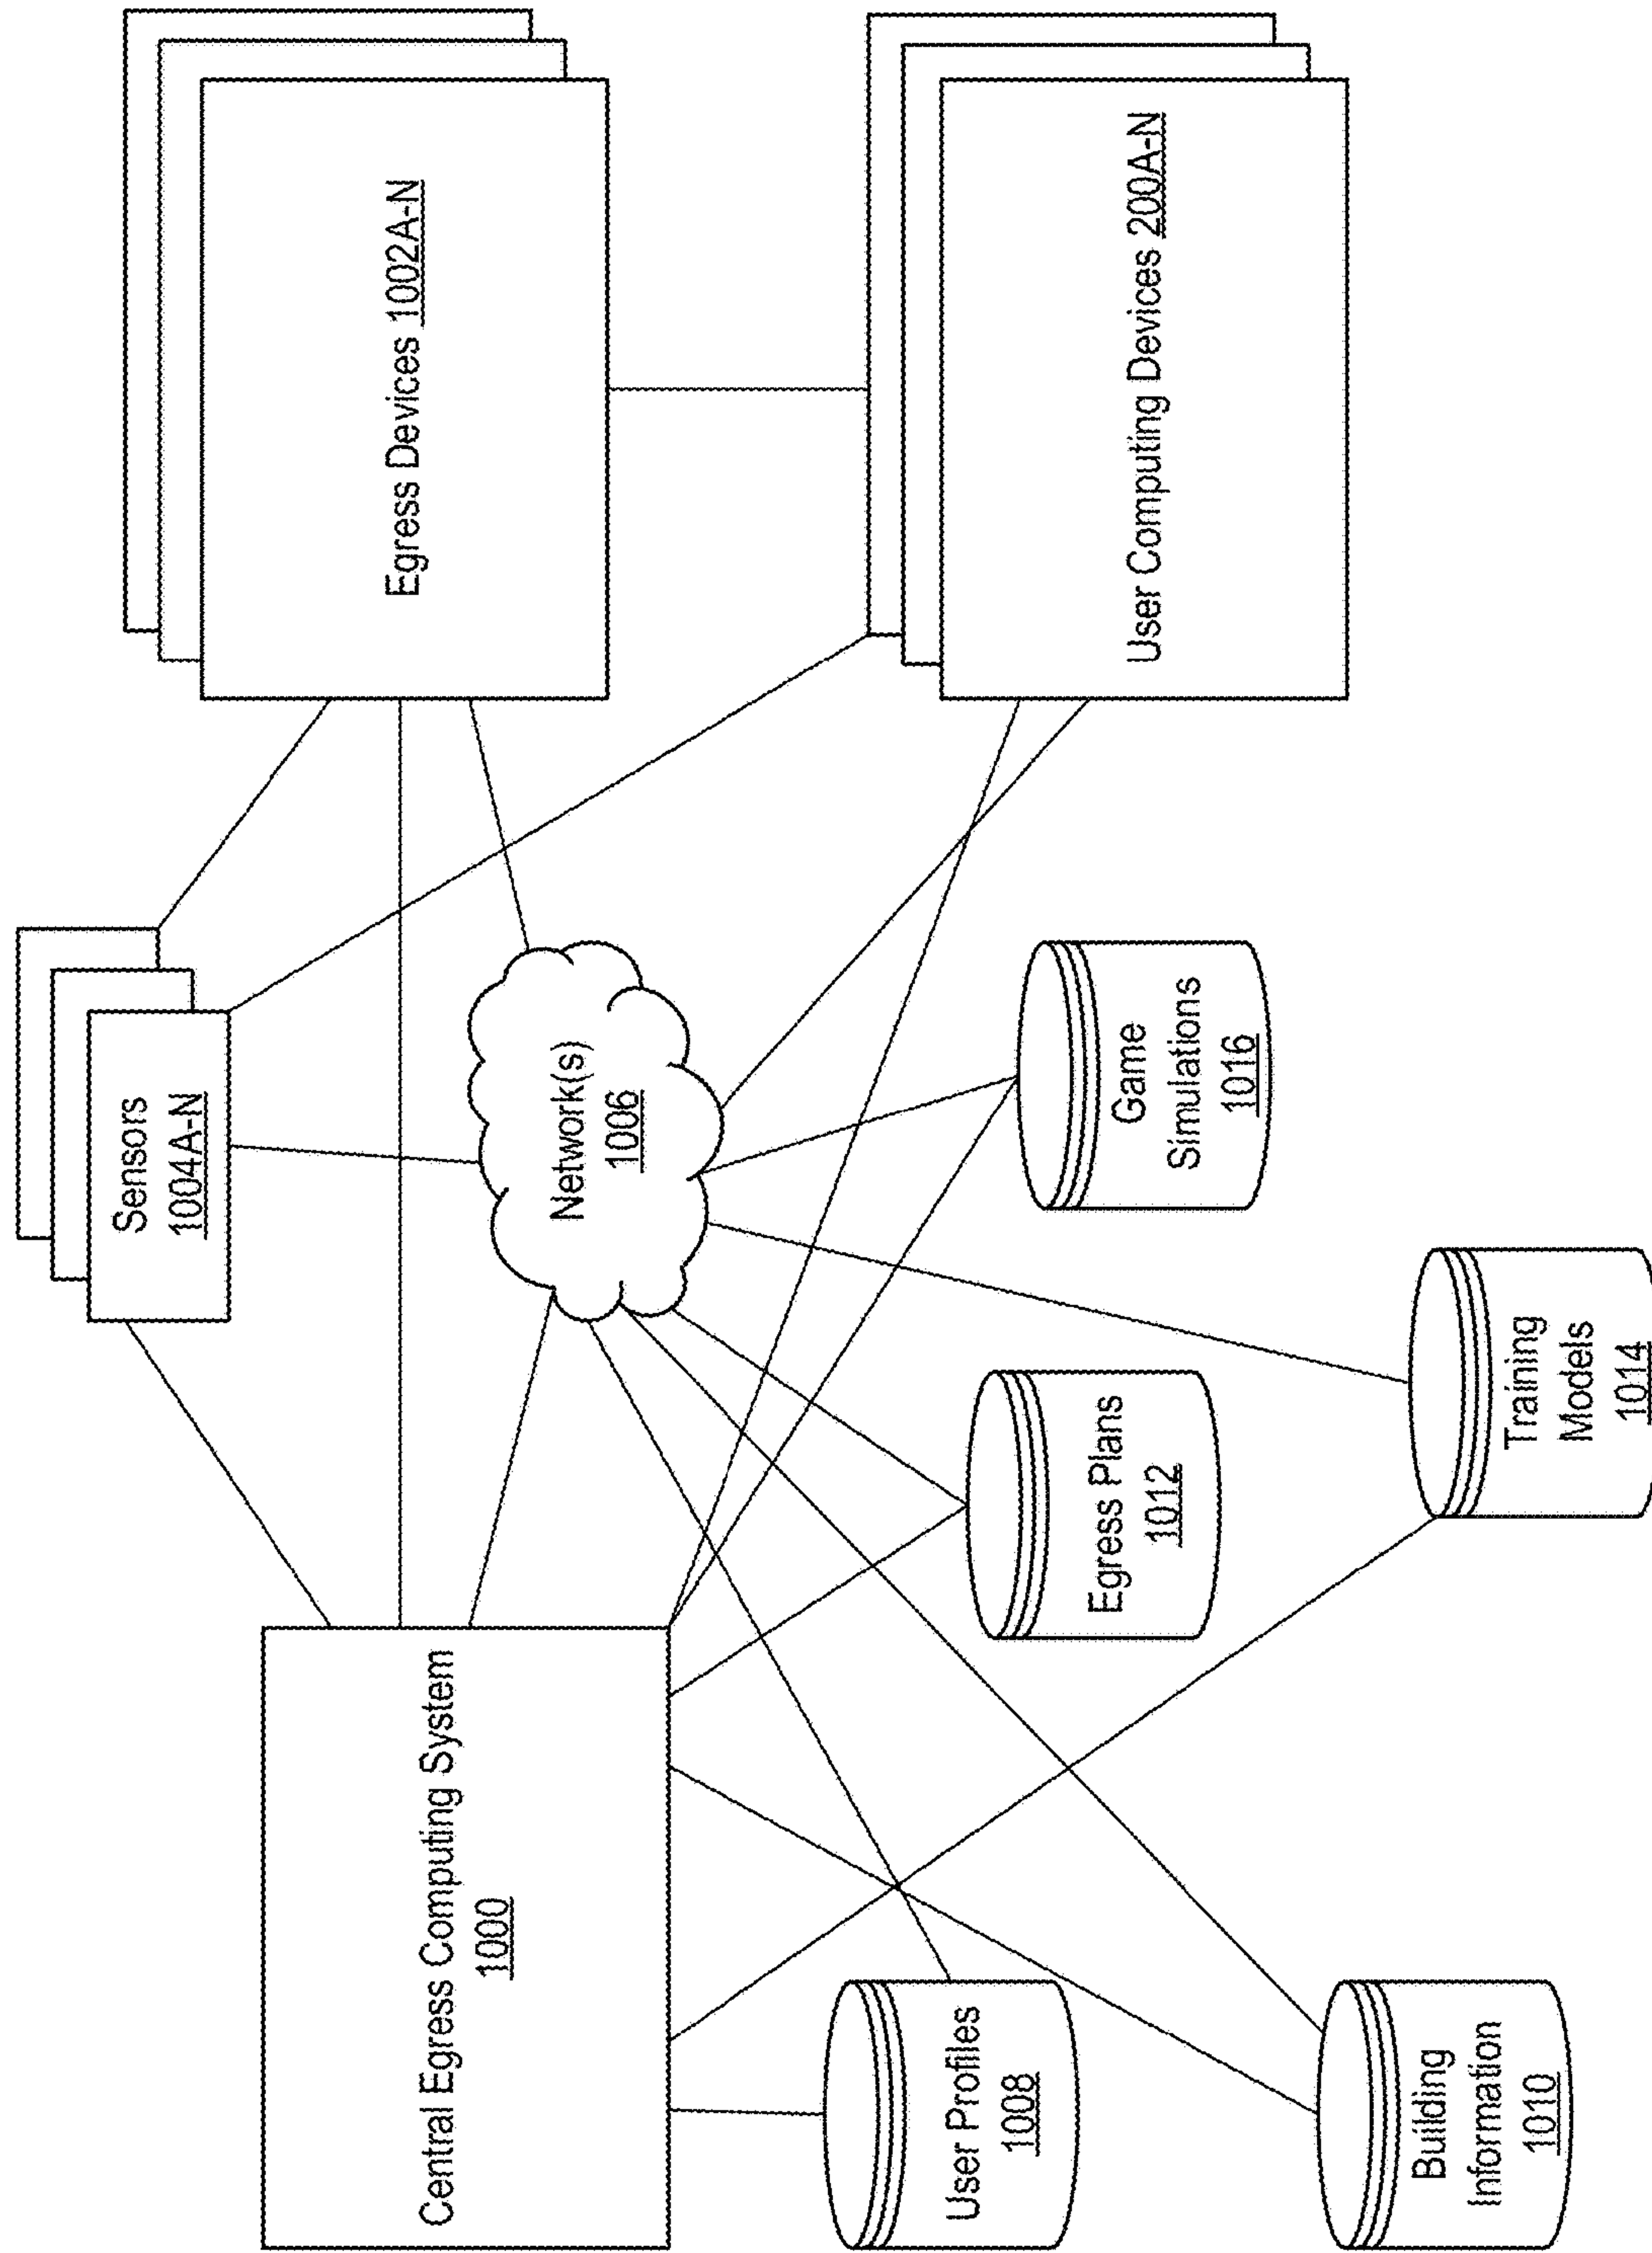 Sensors
1004A-N
Central Egress Computing System
1000
Egress Devices 1002A-N
Network(s)
1006
User Profiles
1008
Egress Plans
1012
Game
Simulations
1016
User Computing Devices 200A-N
Building
Information
1010
Training
Models
1014